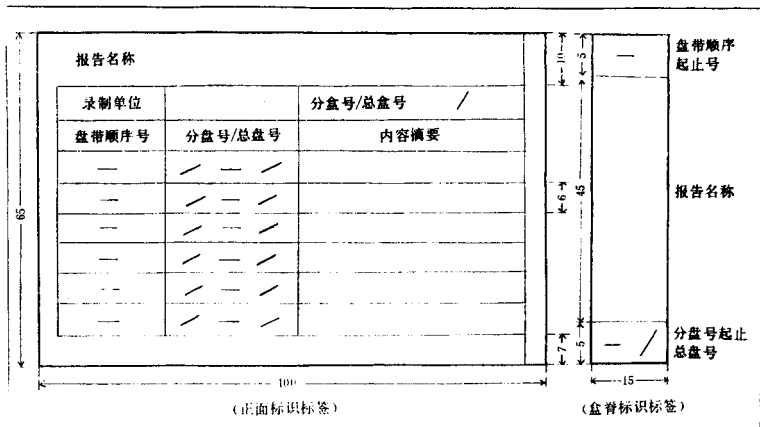 报告名称
录制单位 分盒号/总盒号 /
盘带顺序号 分盘号/总盘号 内容摘要
— / — /
— / — /
— / — /
— / — /
— / — /
— / — /
65
10
6
7
100
(正面标识标签)
—
盘带顺序
起止号
5
45
报告名称
5
— /
分盘号起止
总盘号
15
(盒脊标识标签)